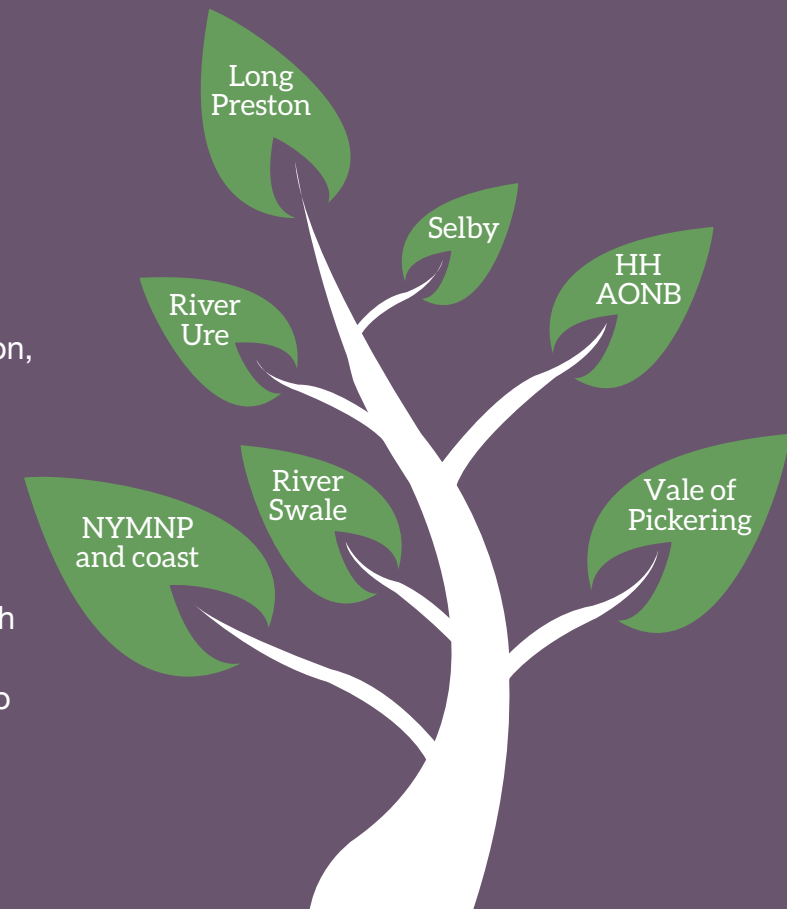 Long
Preston
Selby
HH
AONB
River
Ure
on,
River
Swale
Vale of
Pickering
NYMNP
and coast